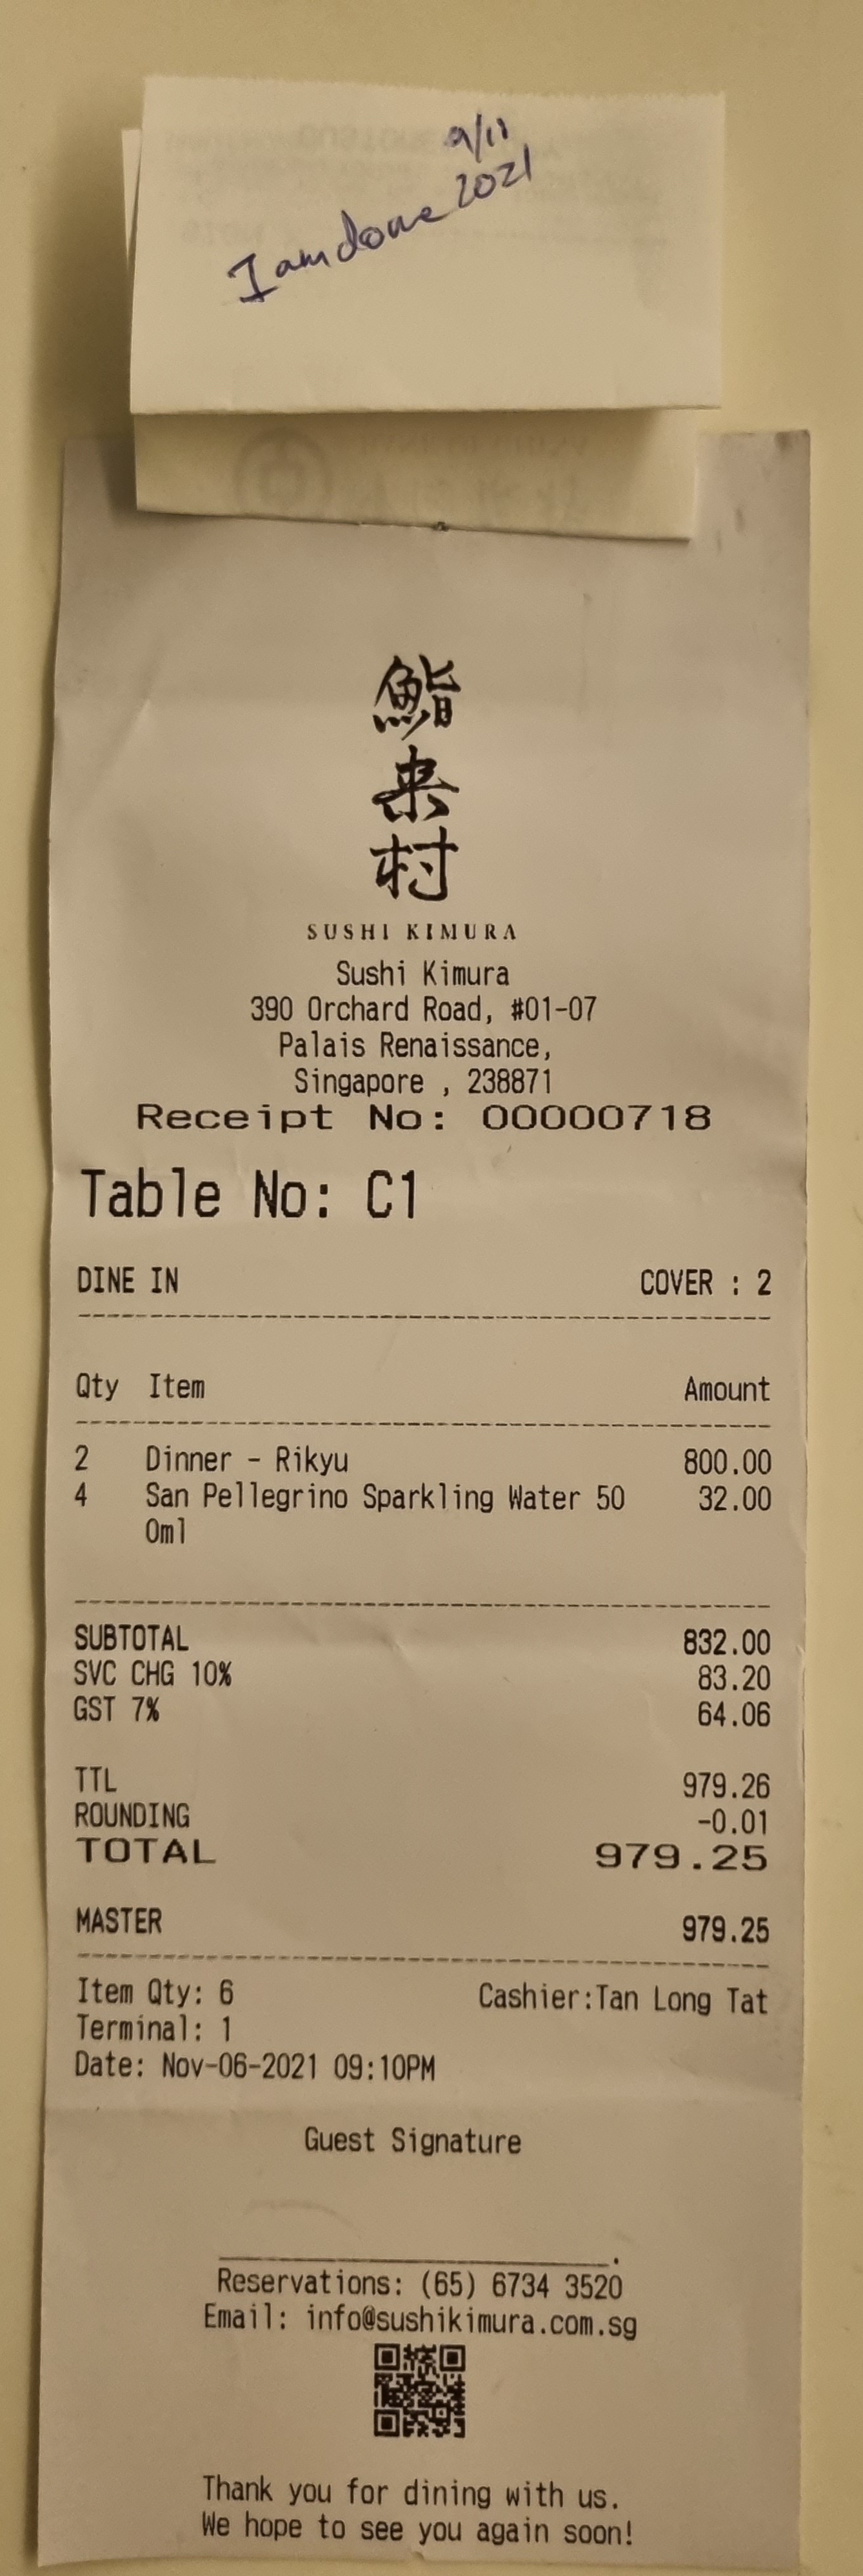 9/11
Iamdone2021
鮨
来
村
SUSHI KIMURA
Sushi Kimura
390 Orchard Road, #01-07
Palais Renaissance,
Singapore , 238871
Receipt No: 00000718
Table No: C1
DINE IN COVER : 2
Qty Item Amount
2 Dinner - Rikyu 800.00
4 San Pellegrino Sparkling Water 50 32.00
0ml
SUBTOTAL 832.00
SVC CHG 10% 83.20
GST 7% 64.06
TTL 979.26
ROUNDING -0.01
TOTAL 979.25
MASTER 979.25
Item Qty: 6 Cashier:Tan Long Tat
Terminal: 1
Date: Nov-06-2021 09:10PM
Guest Signature
Reservations: (65) 6734 3520
Email: info@sushikimura.com.sg
Thank you for dining with us.
We hope to see you again soon!